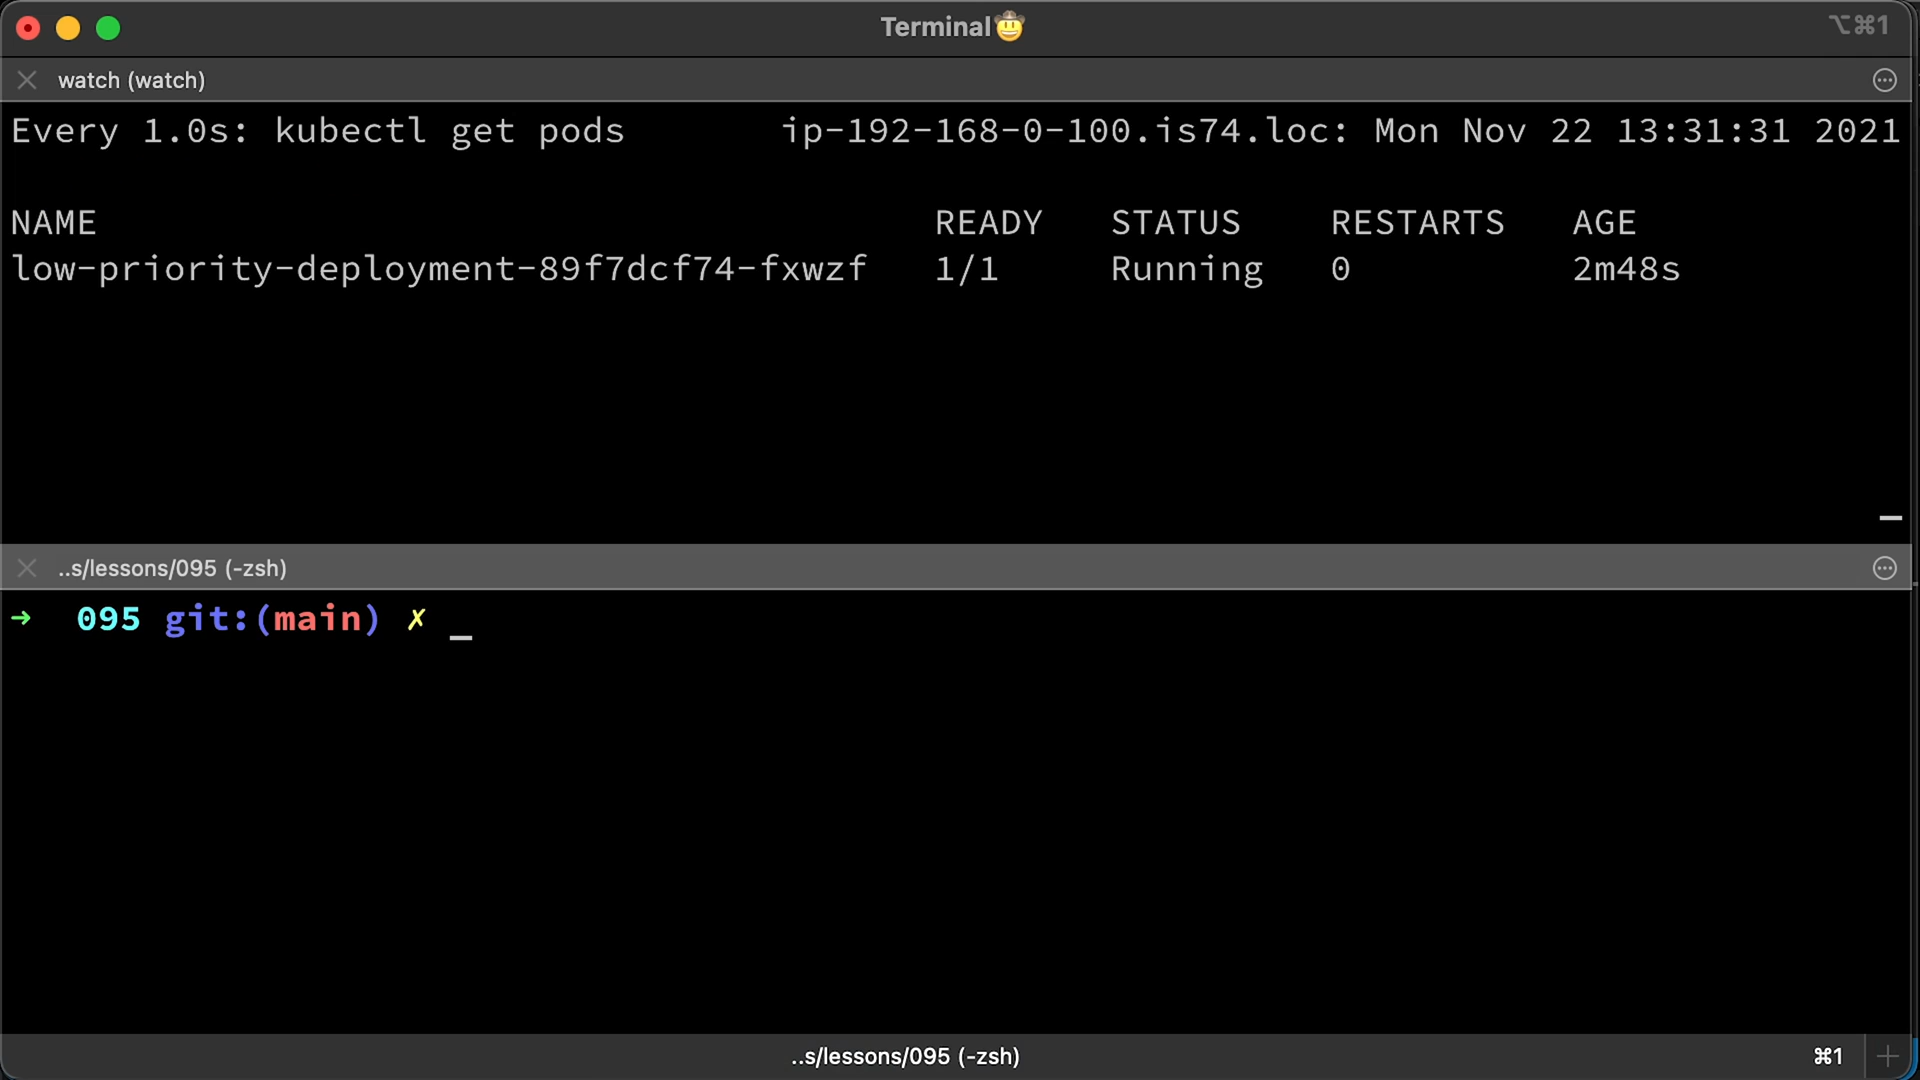 Terminal🤠 ⌥⌘1
watch (watch)
Every 1.0s: kubectl get pods ip-192-168-0-100.is74.loc: Mon Nov 22 13:31:31 2021
NAME READY STATUS RESTARTS AGE
low-priority-deployment-89f7dcf74-fxwzf 1/1 Running 0 2m48s
..s/lessons/095 (-zsh)
➜ 095 git:(main) ✗ _
..s/lessons/095 (-zsh) ⌘1